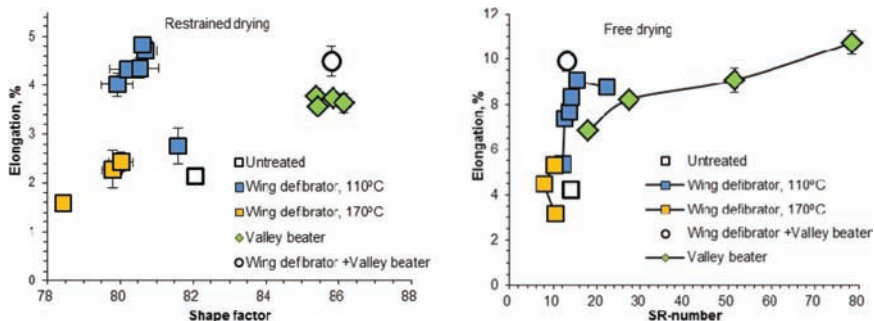 Restrained drying
Elongation, %
5
4
3
2
1
0
Untreated
Wing defibrator, 110ºC
Wing defibrator, 170ºC
Valley beater
Wing defibrator +Valley beater
78 80 82 84 86 88
Shape factor
Free drying
Elongation, %
12
10
8
6
4
2
0
Untreated
Wing defibrator, 110ºC
Wing defibrator, 170ºC
Wing defibrator +Valley beater
Valley beater
0 10 20 30 40 50 60 70 80
SR-number